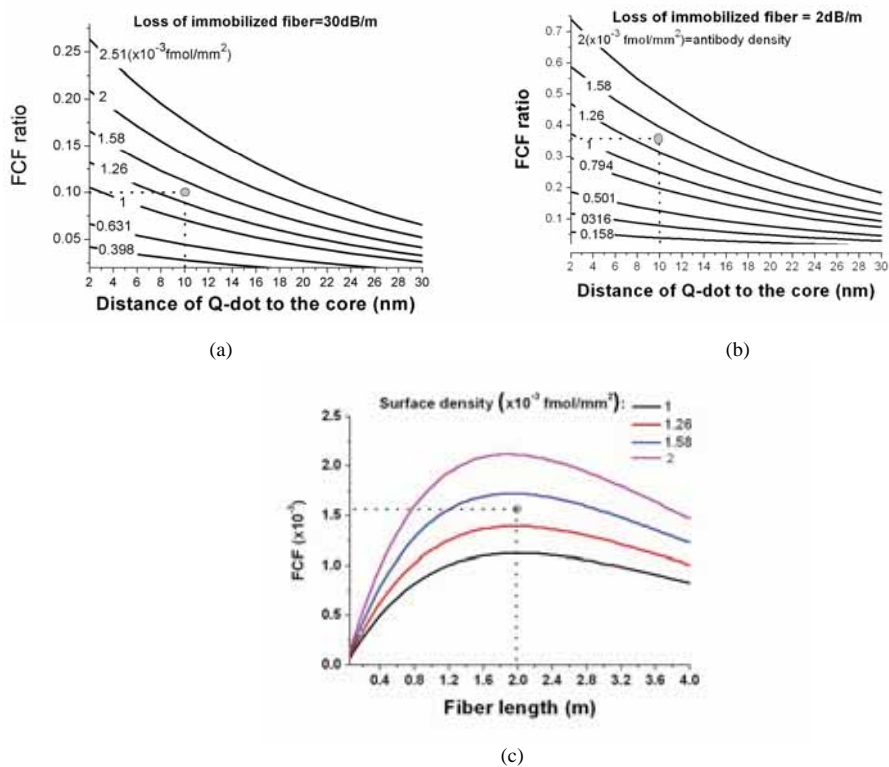 Loss of immobilized fiber=30dB/m
0.25
0.20
0.15
0.10
0.05
FCF ratio
2.51(x10-3fmol/mm2)
2
1.58
1.26
1
0.631
0.398
2 4 6 8 10 12 14 16 18 20 22 24 26 28 30
Distance of Q-dot to the core (nm)
(a)
Loss of immobilized fiber = 2dB/m
0.7
0.6
0.5
0.4
0.3
0.2
0.1
FCF ratio
2(x10-3 fmol/mm2)=antibody density
1.58
1.26
1
0.794
0.501
0316
0.158
2 4 6 8 10 12 14 16 18 20 22 24 26 28 30
Distance of Q-dot to the core (nm)
(b)
Surface density (x10-3 fmol/mm2):
1
1.26
1.58
2
2.5
2.0
1.5
1.0
0.5
0.0
FCF (x10-3)
0.4 0.8 1.2 1.6 2.0 2.4 2.8 3.2 3.6 4.0
Fiber length (m)
(c)